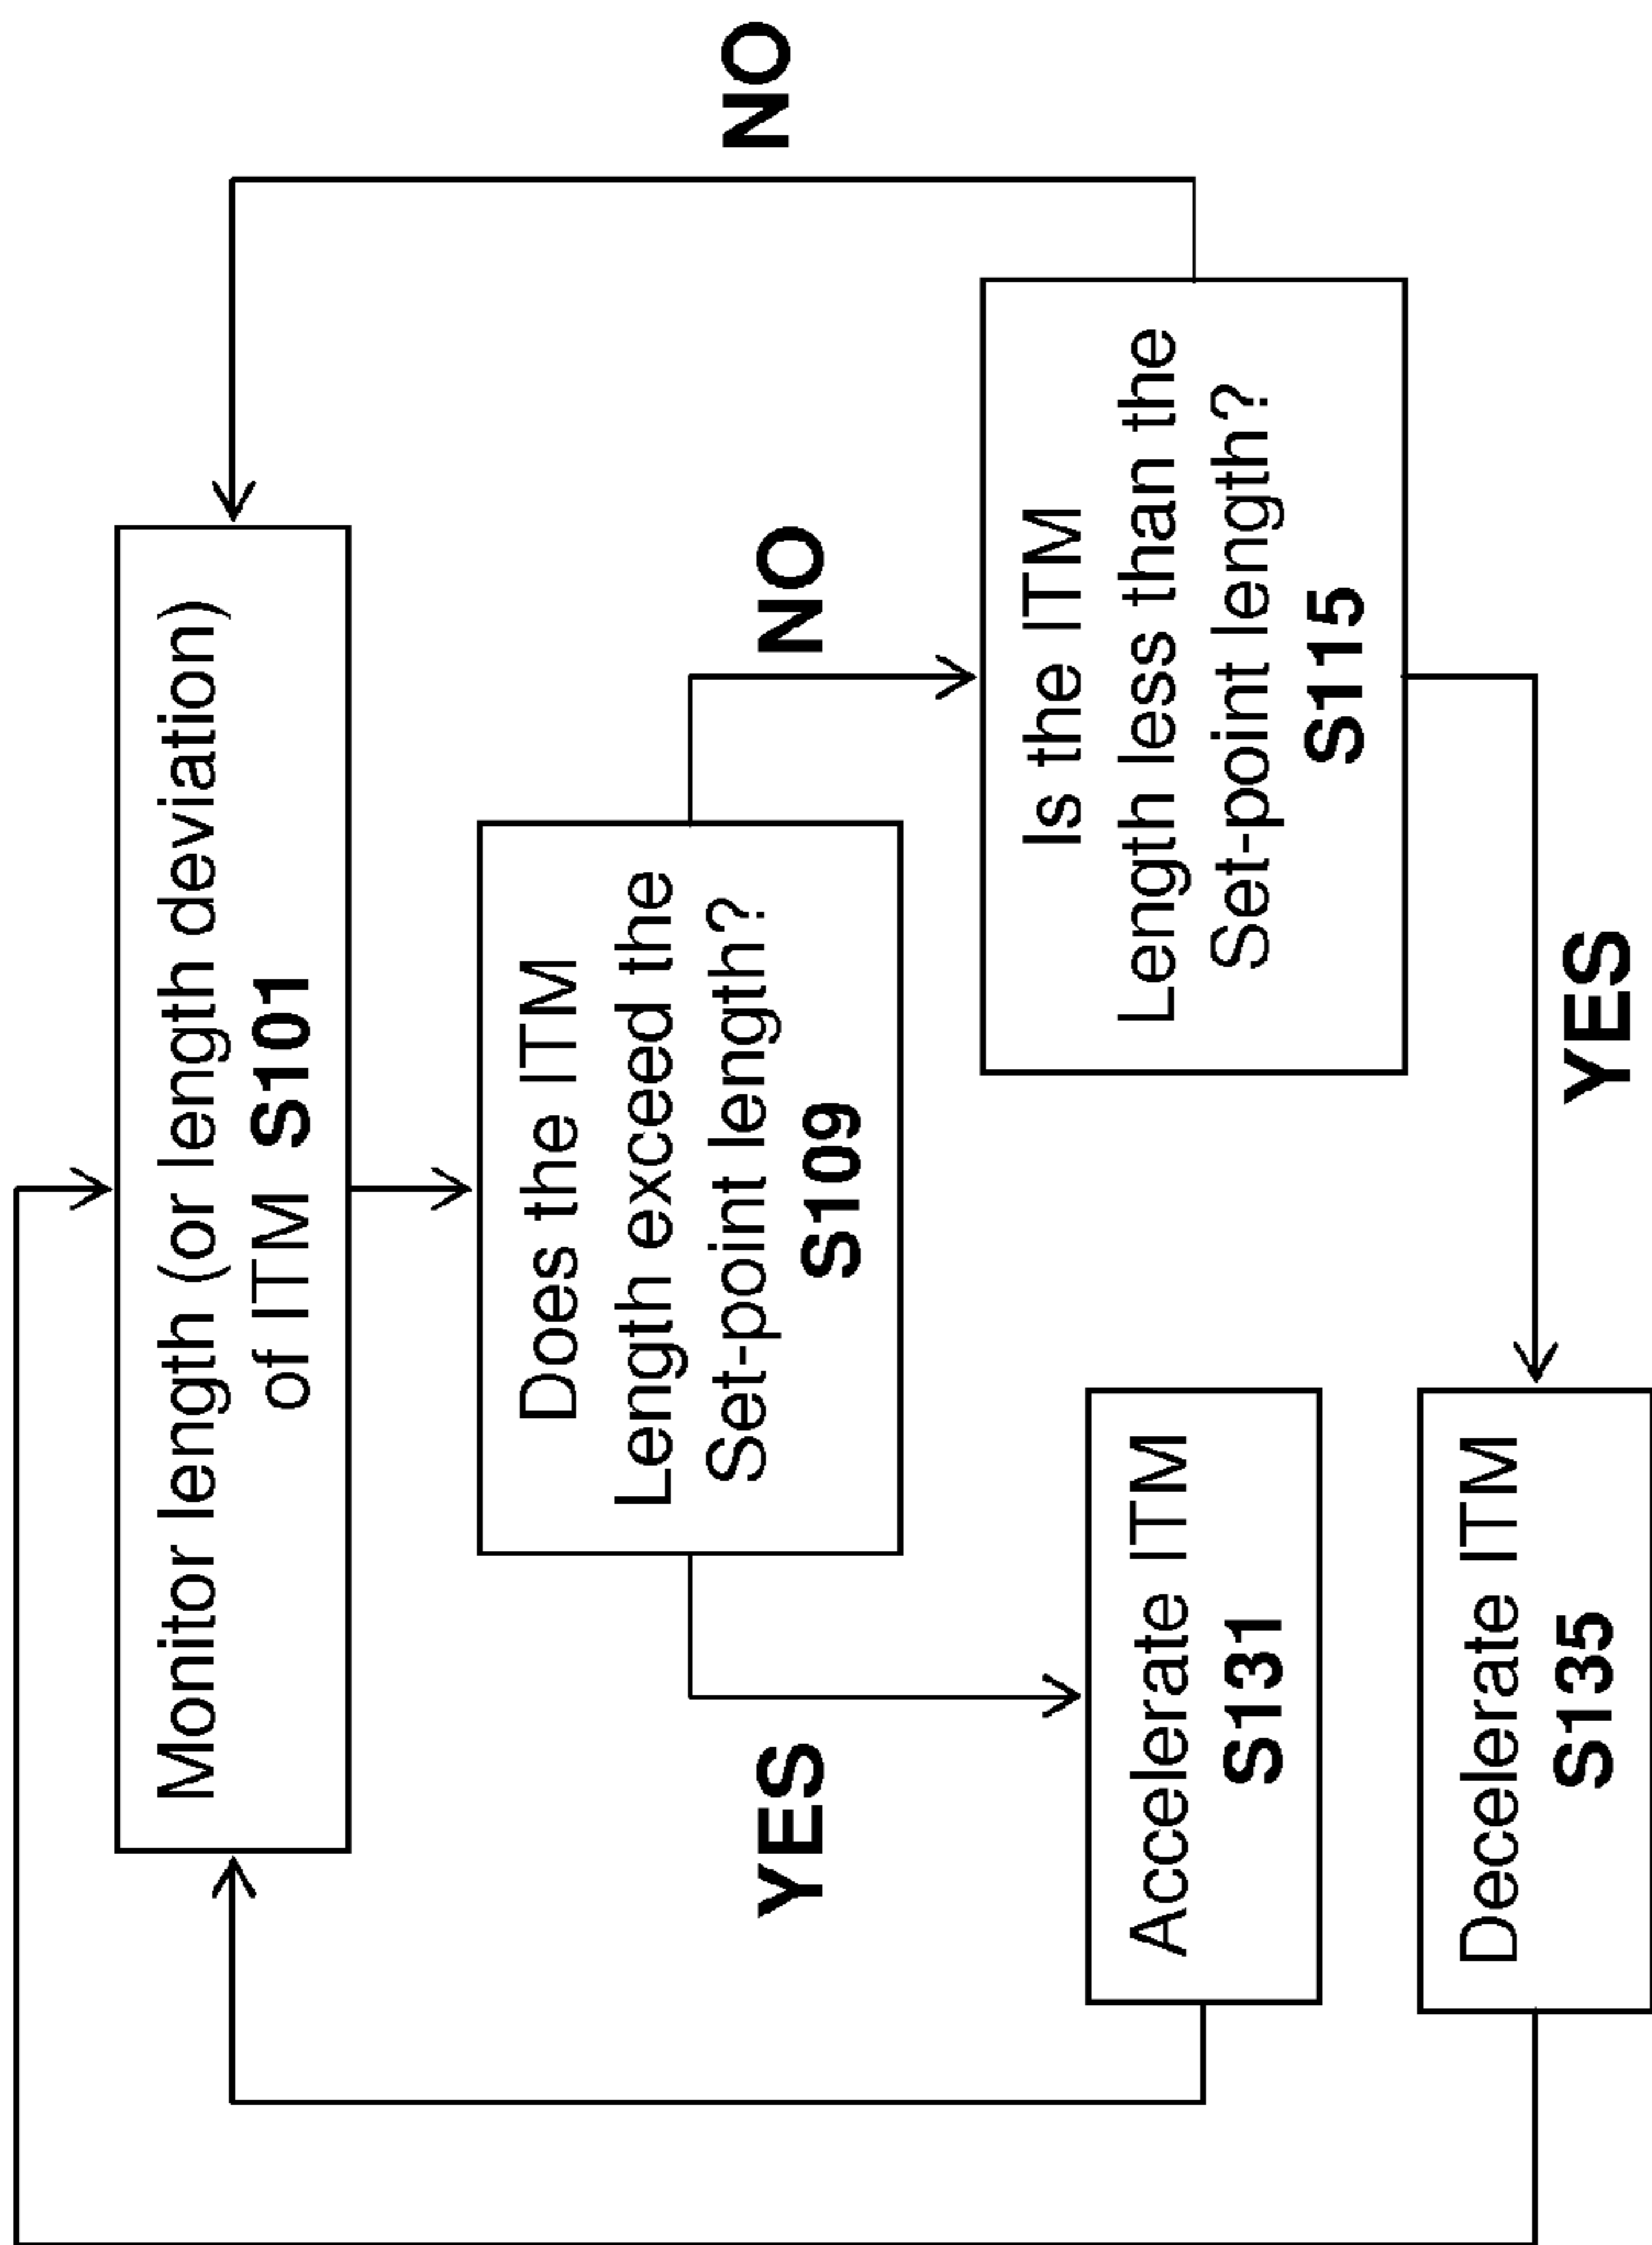 Monitor length (or length deviation)
of ITM S101
Does the ITM
Length exceed the
Set-point length?
S109
YES
NO
NO
Is the ITM
Length less than the
Set-point length?
S115
Accelerate ITM
S131
YES
Decelerate ITM
S135